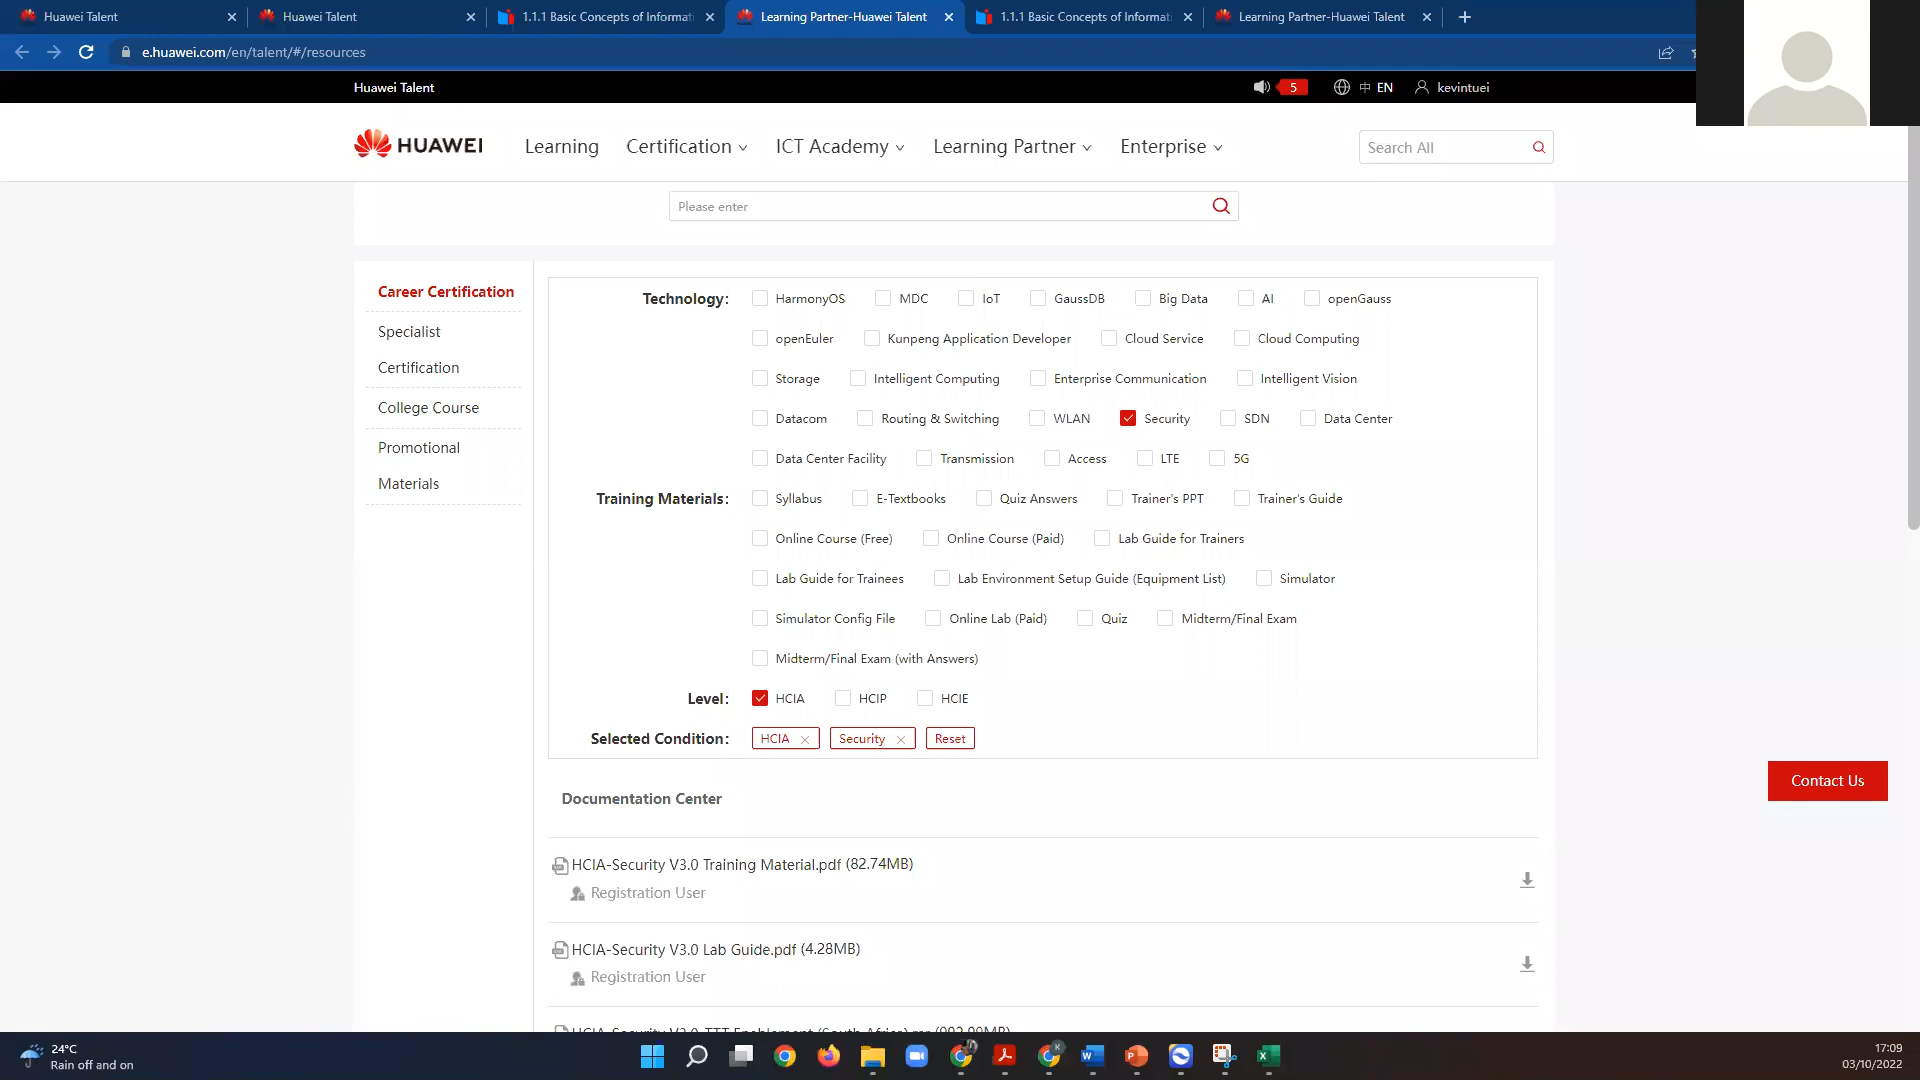 Huawei Talent
Huawei Talent
1.1.1 Basic Concepts of Informati
Learning Partner-Huawei Talent
1.1.1 Basic Concepts of Informat
Learning Partner-Huawei Talent
e.huawei.com/en/talent/#/resources
Huawei Talent
5
中 EN
kevintuei
HUAWEI
Learning
Certification
ICT Academy
Learning Partner
Enterprise
Search All
Please enter
Career Certification
Specialist
Certification
College Course
Promotional
Materials
Technology:
HarmonyOS MDC IoT GaussDB Big Data AI openGauss
openEuler Kunpeng Application Developer Cloud Service Cloud Computing
Storage Intelligent Computing Enterprise Communication Intelligent Vision
Datacom Routing & Switching WLAN Security SDN Data Center
Data Center Facility Transmission Access LTE 5G
Training Materials:
Syllabus E-Textbooks Quiz Answers Trainer's PPT Trainer's Guide
Online Course (Free) Online Course (Paid) Lab Guide for Trainers
Lab Guide for Trainees Lab Environment Setup Guide (Equipment List) Simulator
Simulator Config File Online Lab (Paid) Quiz Midterm/Final Exam
Midterm/Final Exam (with Answers)
Level:
HCIA HCIP HCIE
Selected Condition:
HCIA Security Reset
Documentation Center
HCIA-Security V3.0 Training Material.pdf (82.74MB)
Registration User
HCIA-Security V3.0 Lab Guide.pdf (4.28MB)
Registration User
Contact Us
24°C
Rain off and on
17:09
03/10/2022